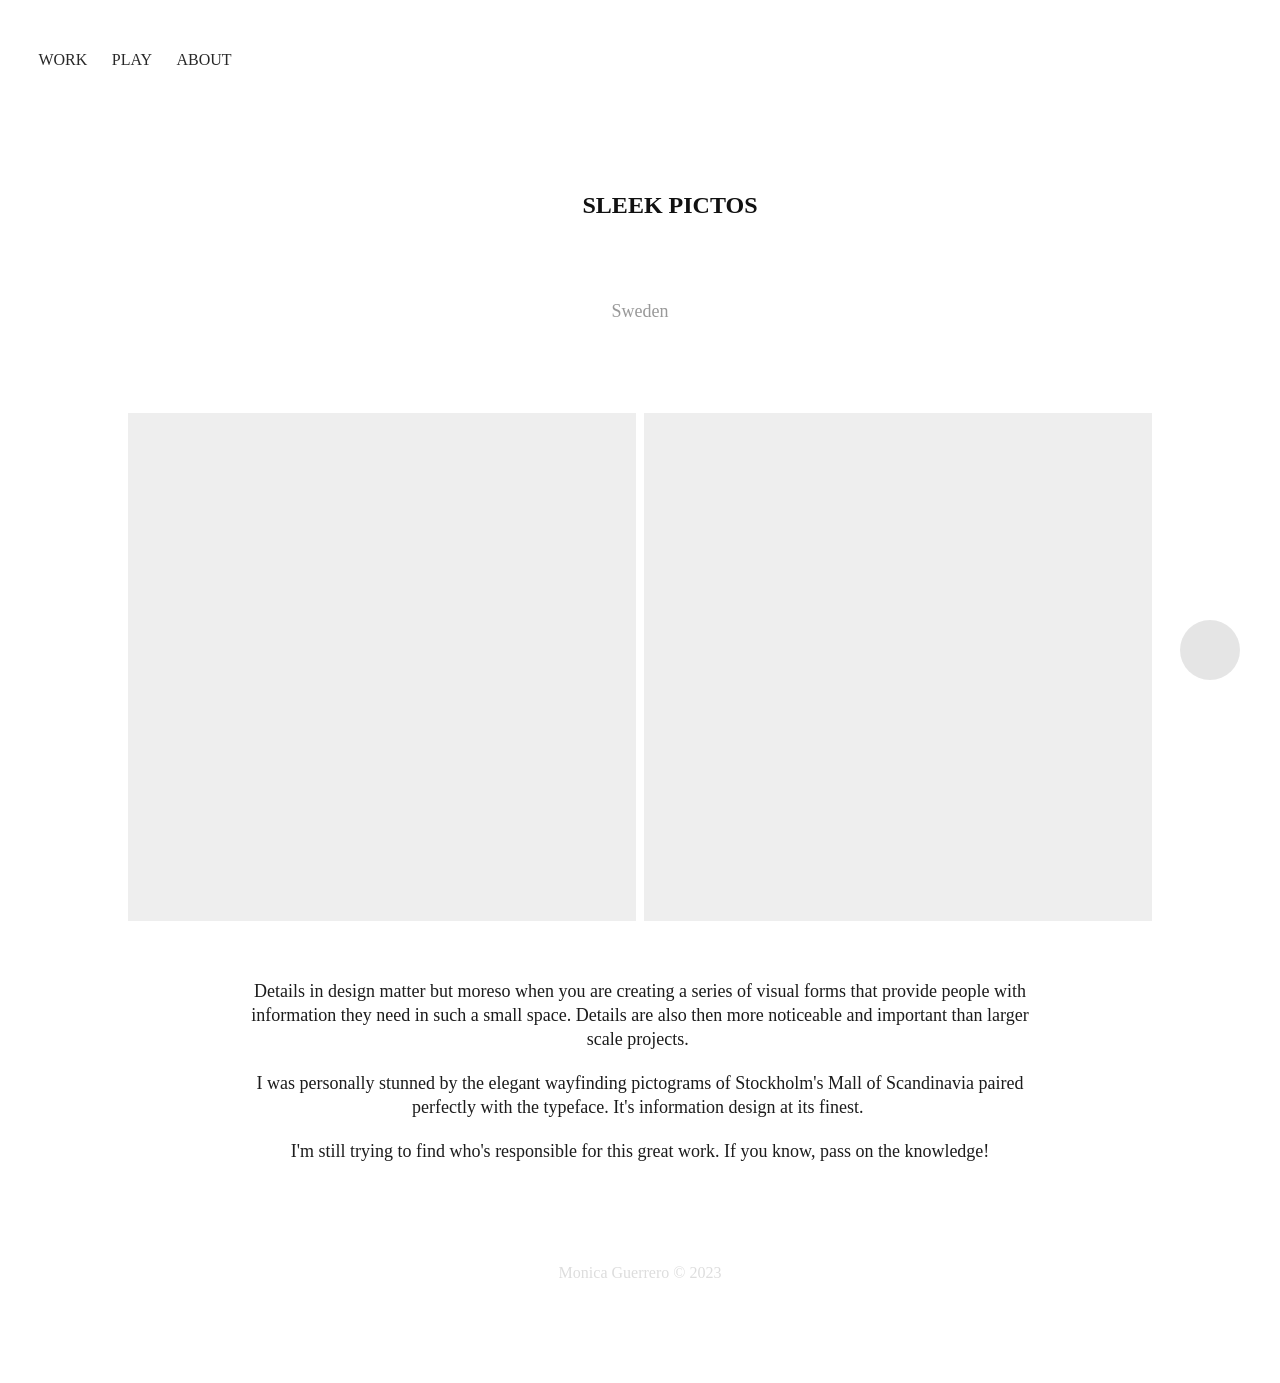 WORK PLAY ABOUT
SLEEK PICTOS
Sweden
Details in design matter but moreso when you are creating a series of visual forms that provide people with
information they need in such a small space. Details are also then more noticeable and important than larger
scale projects.
I was personally stunned by the elegant wayfinding pictograms of Stockholm's Mall of Scandinavia paired
perfectly with the typeface. It's information design at its finest.
I'm still trying to find who's responsible for this great work. If you know, pass on the knowledge!
Monica Guerrero © 2023